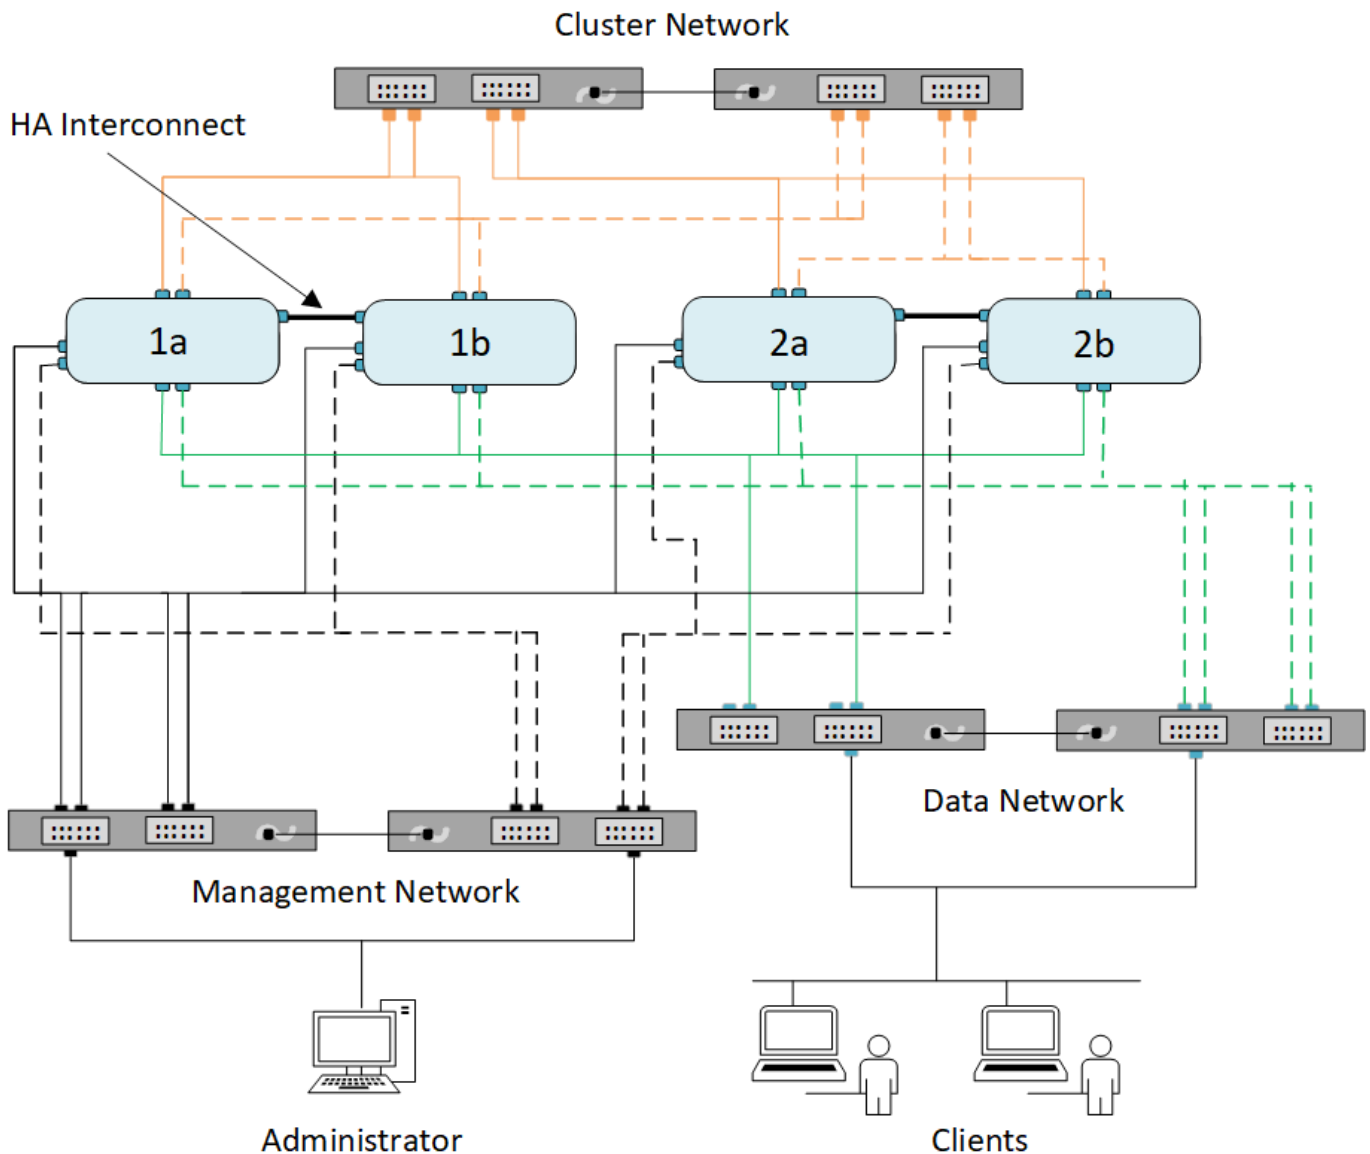 Cluster Network
HA Interconnect
1a
1b
2a
2b
Data Network
Management Network
Administrator
Clients